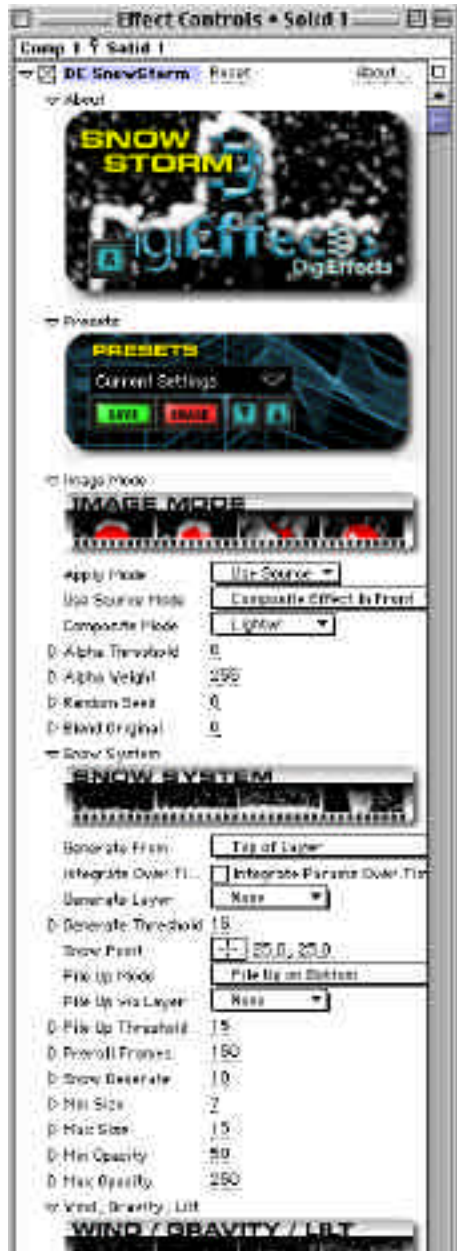 Effect Controls • Solid 1
Comp 1 Solid 1
DE SnowStorm Reset About...
About
SNOW
STORM
3
DigiEffects
DigiEffects
Presets
PRESETS
Current Settings
SAVE ERASE
Image Mode
IMAGE MODE
Apply Mode Use Source
Use Source Mode Composite Effect In Front
Composite Mode Lighter
Alpha Threshold 0
Alpha Weight 255
Random Seed 0
Blend Original 0
Snow System
SNOW SYSTEM
Generate From Top of Layer
Integrate Over Ti... Integrate Params Over Tim
Generate Layer None
Generate Threshold 15
Snow Point 25.0, 25.0
Pile Up Mode Pile Up on Bottom
Pile Up via Layer None
Pile Up Threshold 15
Preroll Frames 150
Snow Generate 10
Min Size
Max Size 15
Min Opacity 50
Max Opacity 250
Wind, Gravity, Lilt
WIND / GRAVITY / LILT